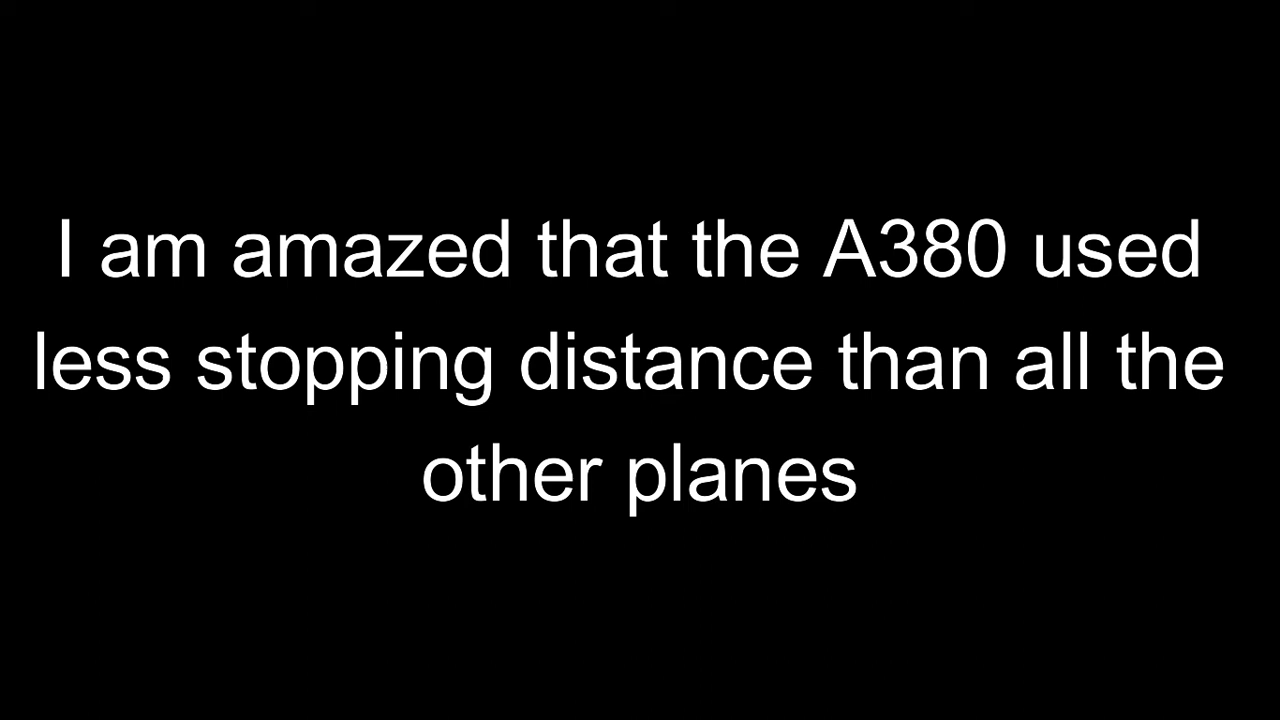 I am amazed that the A380 used
less stopping distance than all the
other planes